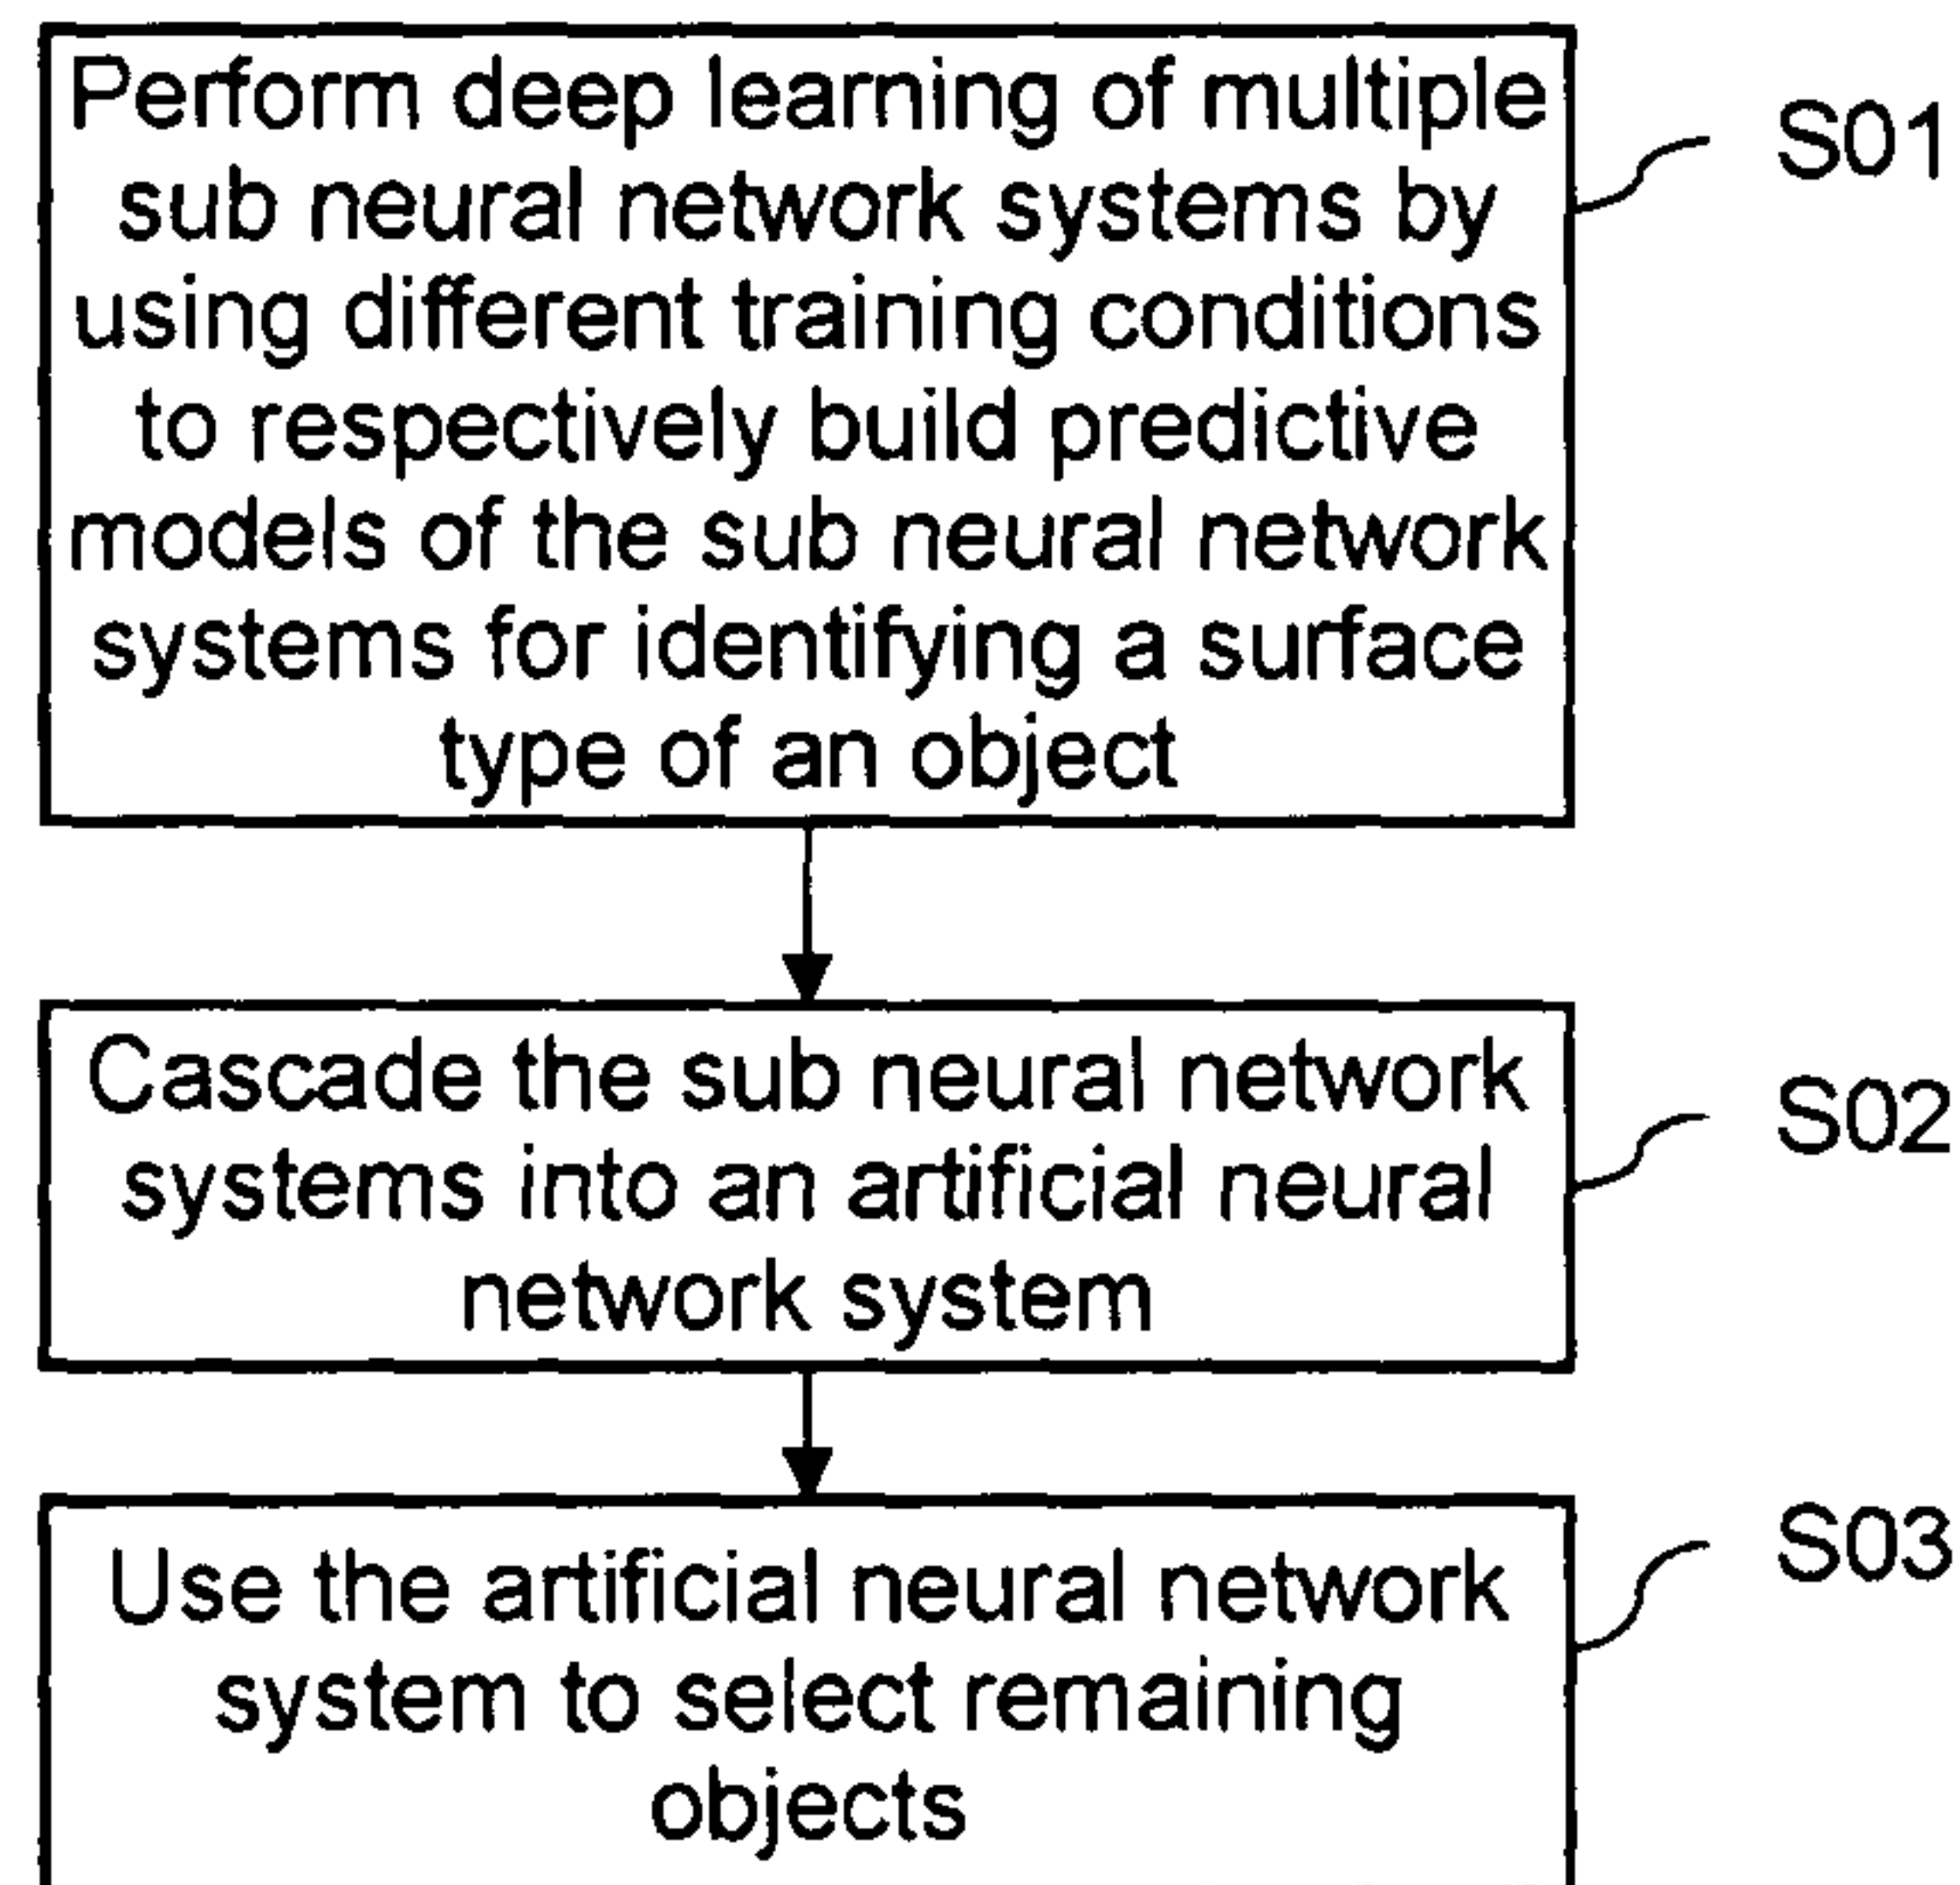 Perform deep learning of multiple
sub neural network systems by
using different training conditions
to respectively build predictive
models of the sub neural network
systems for identifying a surface
type of an object
S01
Cascade the sub neural network
systems into an artificial neural
network system
S02
Use the artificial neural network
system to select remaining
objects
S03